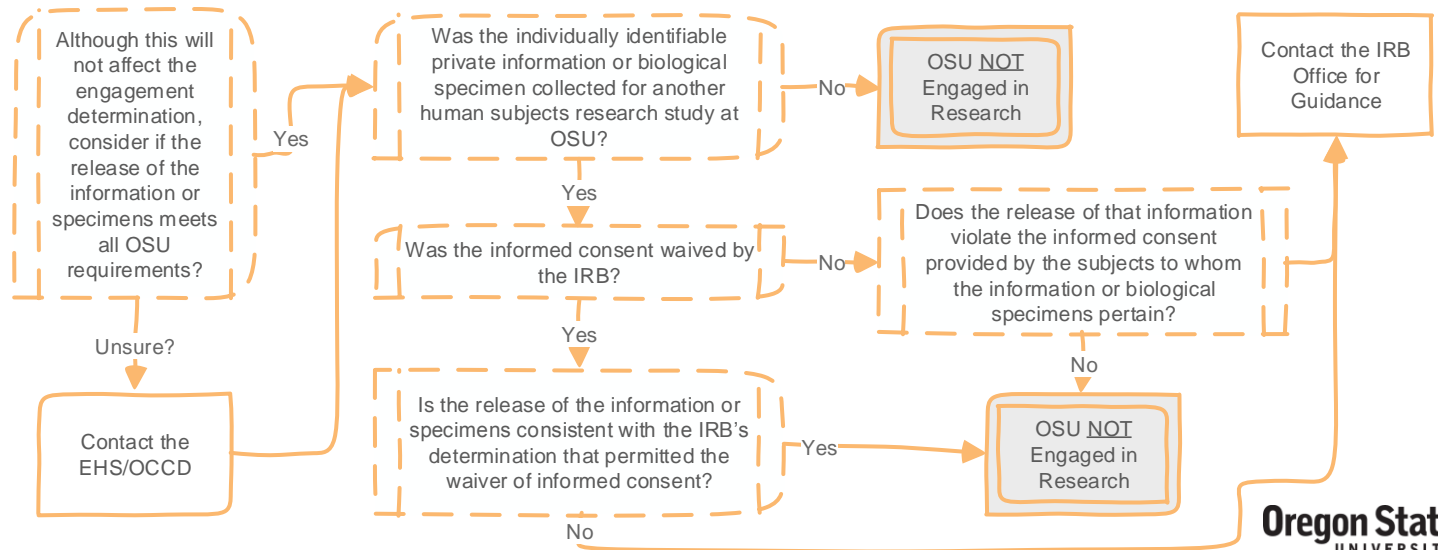 Although this will
not affect the
engagement
determination,
consider if the
release of the
information or
specimens meets
all OSU
requirements?
Yes
Unsure?
Contact the
EHS/OCCD
Was the individually identifiable
private information or biological
specimen collected for another
human subjects research study at
OSU?
No
OSU NOT
Engaged in
Research
Yes
Was the informed consent waived by
the IRB?
No
Does the release of that information
violate the informed consent
provided by the subjects to whom
the information or biological
specimens pertain?
No
Yes
Is the release of the information or
specimens consistent with the IRB's
determination that permitted the
waiver of informed consent?
Yes
OSU NOT
Engaged in
Research
No
Contact the IRB
Office for
Guidance
Oregon Stat
UNIVERSIT